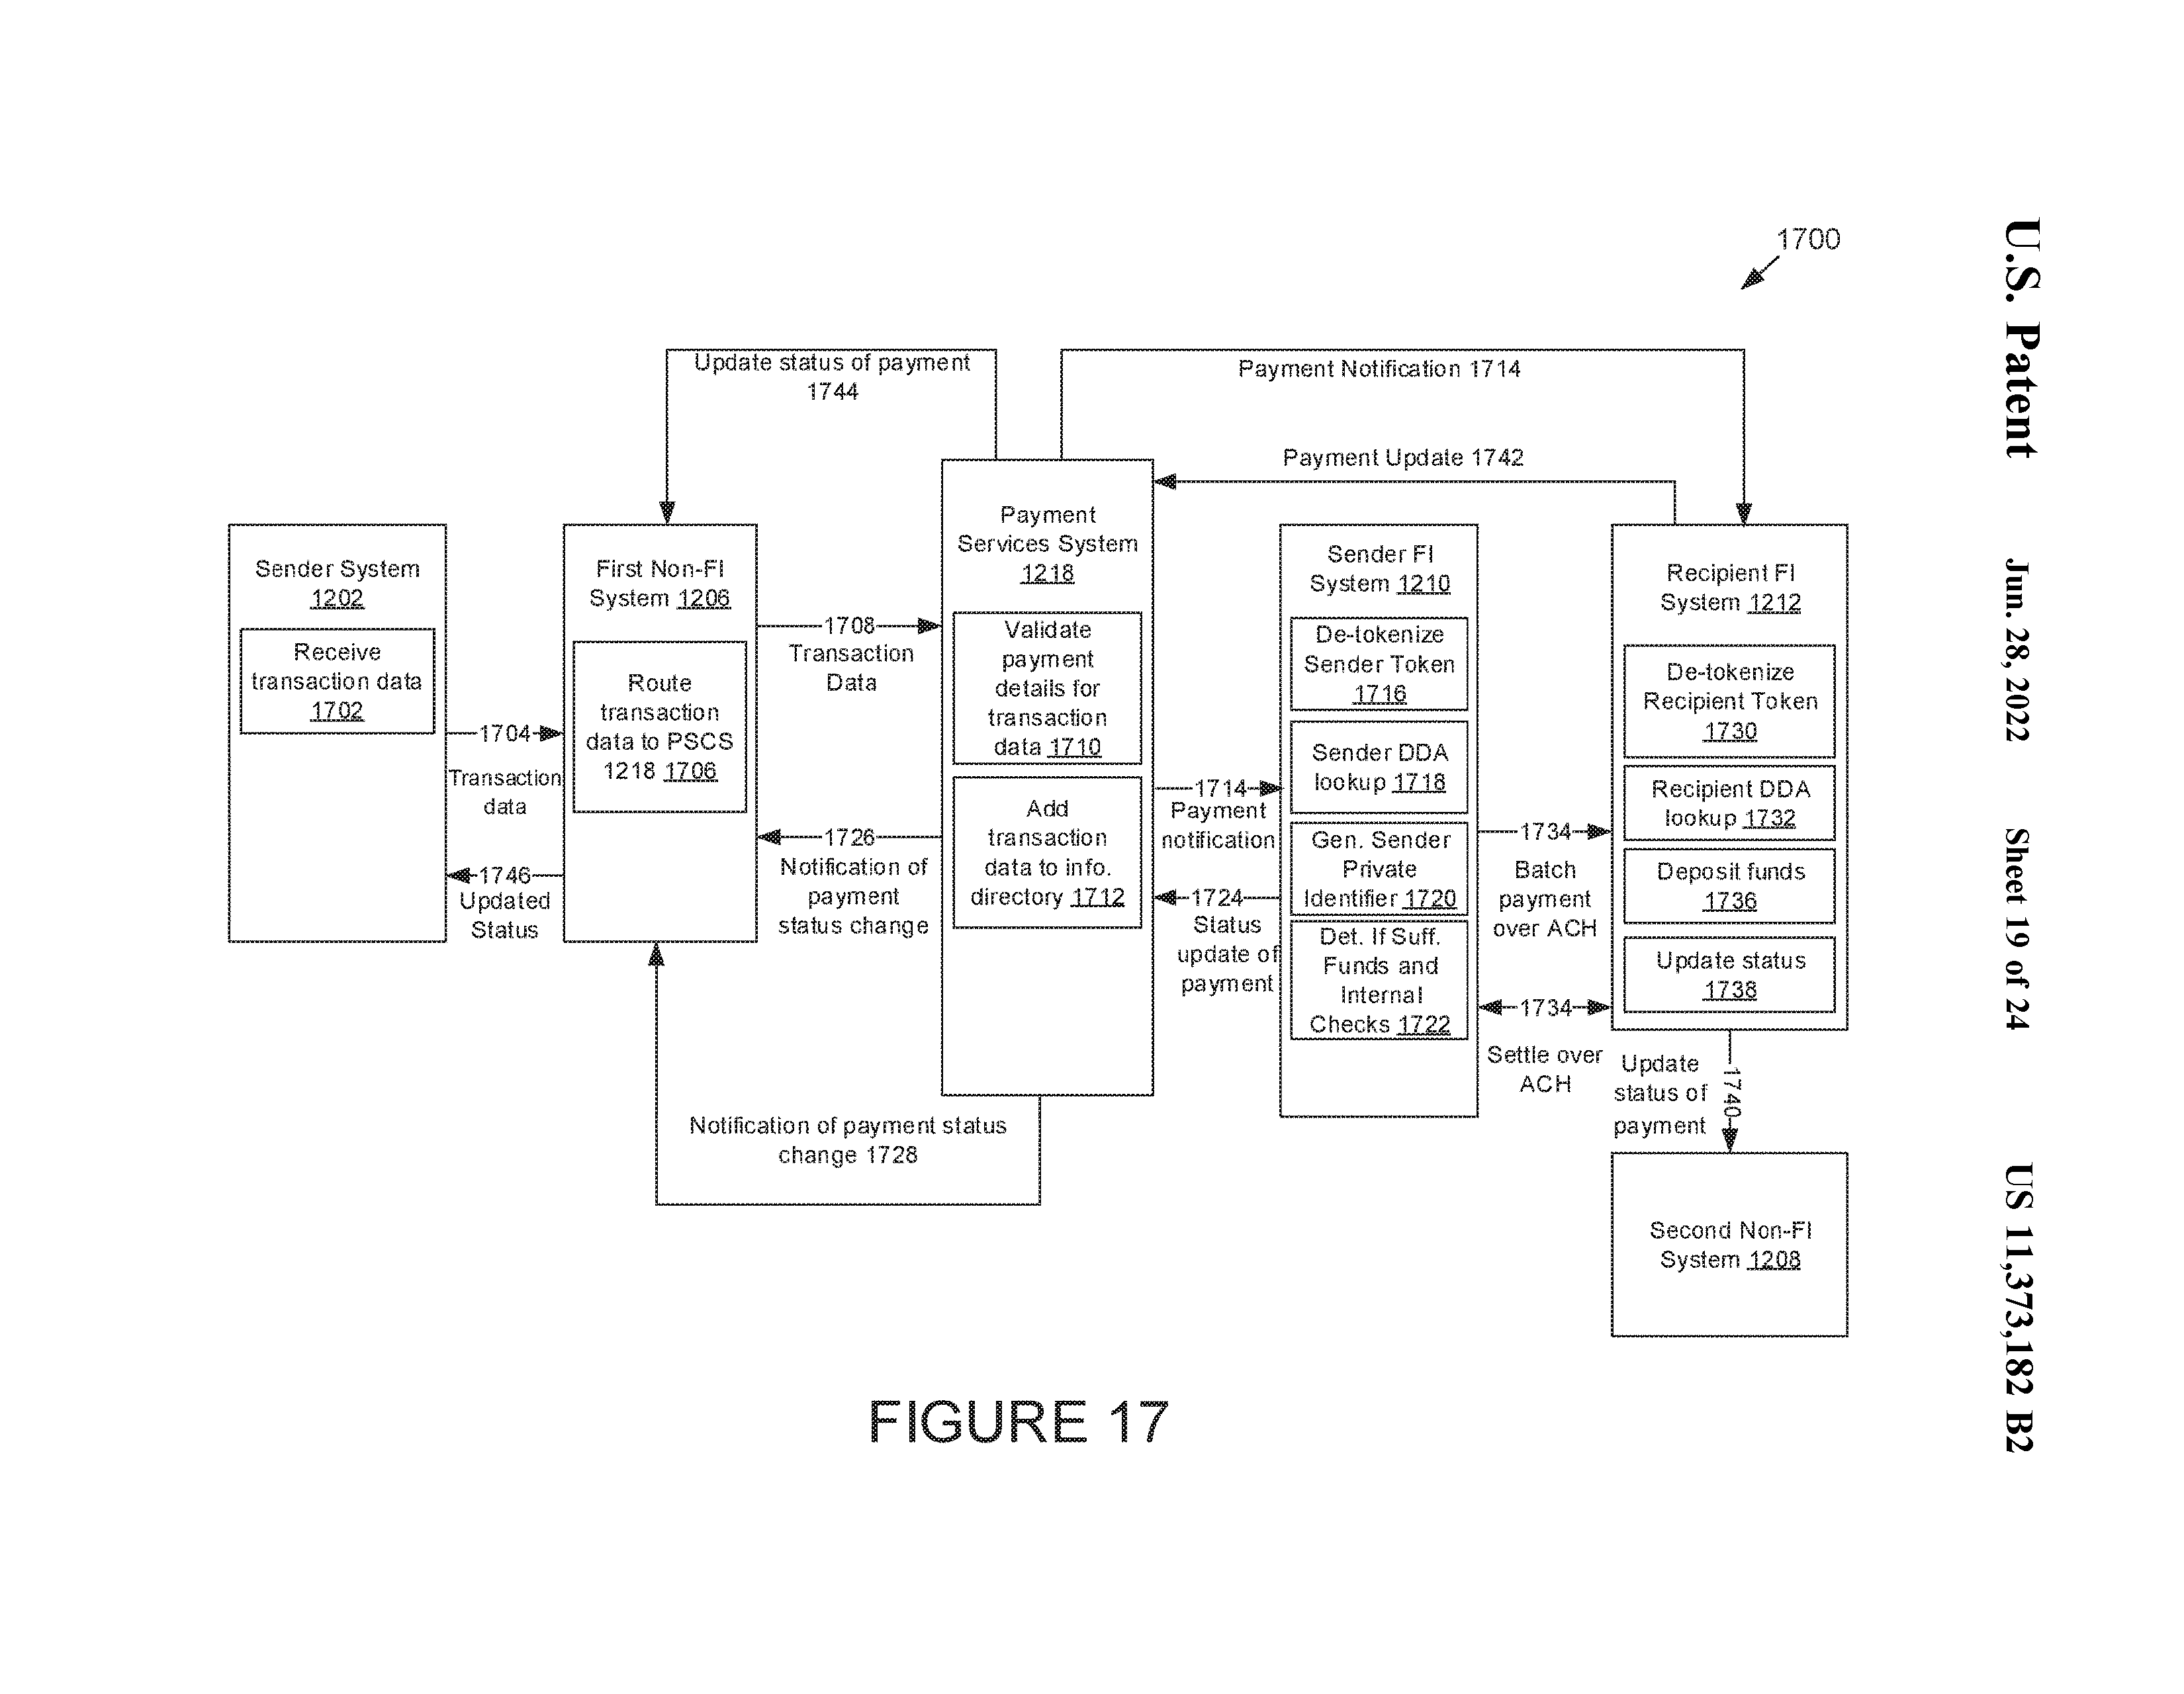 U.S. Patent
Jun. 28, 2022
Sheet 19 of 24
US 11,373,182 B2
1700
Update status of payment
1744
Payment Notification 1714
Payment Update 1742
Sender System
1202
Receive
transaction data
1702
1704
Transaction
data
1746
Updated
Status
First Non-FI
System 1206
Route
transaction
data to PSCS
1218 1706
1708
Transaction
Data
1726
Notification of
payment
status change
Notification of payment status
change 1728
Payment
Services System
1218
Validate
payment
details for
transaction
data 1710
Add
transaction
data to info.
directory 1712
1714
Payment
notification
1724
Status
update of
payment
Sender FI
System 1210
De-tokenize
Sender Token
1716
Sender DDA
lookup 1718
Gen. Sender
Private
Identifier 1720
Det. If Suff.
Funds and
Internal
Checks 1722
1734
Batch
payment
over ACH
1734
Settle over
ACH
Recipient FI
System 1212
De-tokenize
Recipient Token
1730
Recipient DDA
lookup 1732
Deposit funds
1736
Update status
1738
Update
status of
payment
1740
Second Non-FI
System 1208
FIGURE 17